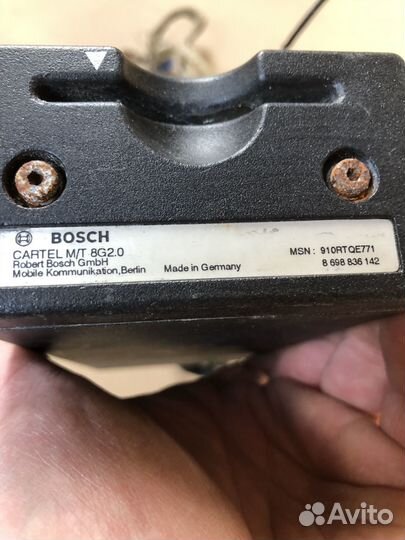 BOSCH
CARTEL M/T 8G2.0
Robert Bosch GmbH
Mobile Kommunikation,Berlin Made in Germany
MSN : 910RTQE771
8 698 836 142
Avito